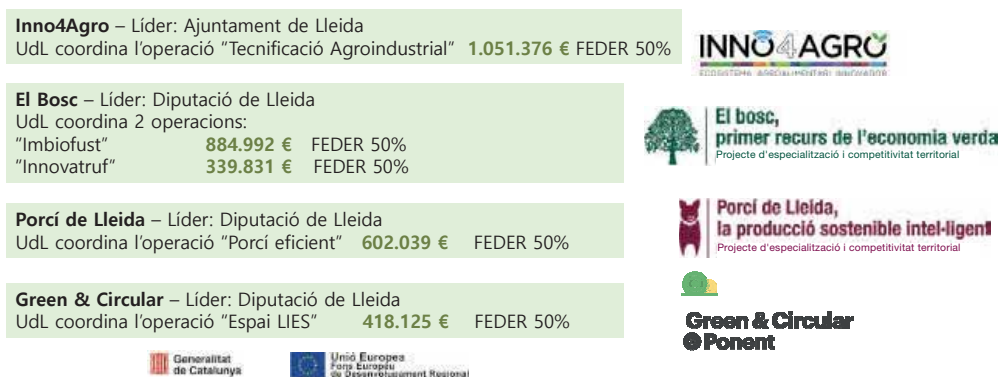 Inno4Agro – Líder: Ajuntament de Lleida
UdL coordina l'operació "Tecnificació Agroindustrial" 1.051.376 € FEDER 50%
INNO4AGRO
ECOSISTEMA AGROALIMENTARI INNOVADOR
El Bosc – Líder: Diputació de Lleida
UdL coordina 2 operacions:
"Imbiofust" 884.992 € FEDER 50%
"Innovatruf" 339.831 € FEDER 50%
El bosc,
primer recurs de l'economia verda
Projecte d'especialització i competitivitat territorial
Porcí de Lleida – Líder: Diputació de Lleida
UdL coordina l'operació "Porcí eficient" 602.039 € FEDER 50%
Porcí de Lleida,
la producció sostenible intel·ligent
Projecte d'especialització i competitivitat territorial
Green & Circular – Líder: Diputació de Lleida
UdL coordina l'operació "Espai LIES" 418.125 € FEDER 50%
Green & Circular
@Ponent
Generalitat
de Catalunya
Unió Europea
Fons Europeu
de Desenvolupament Regional